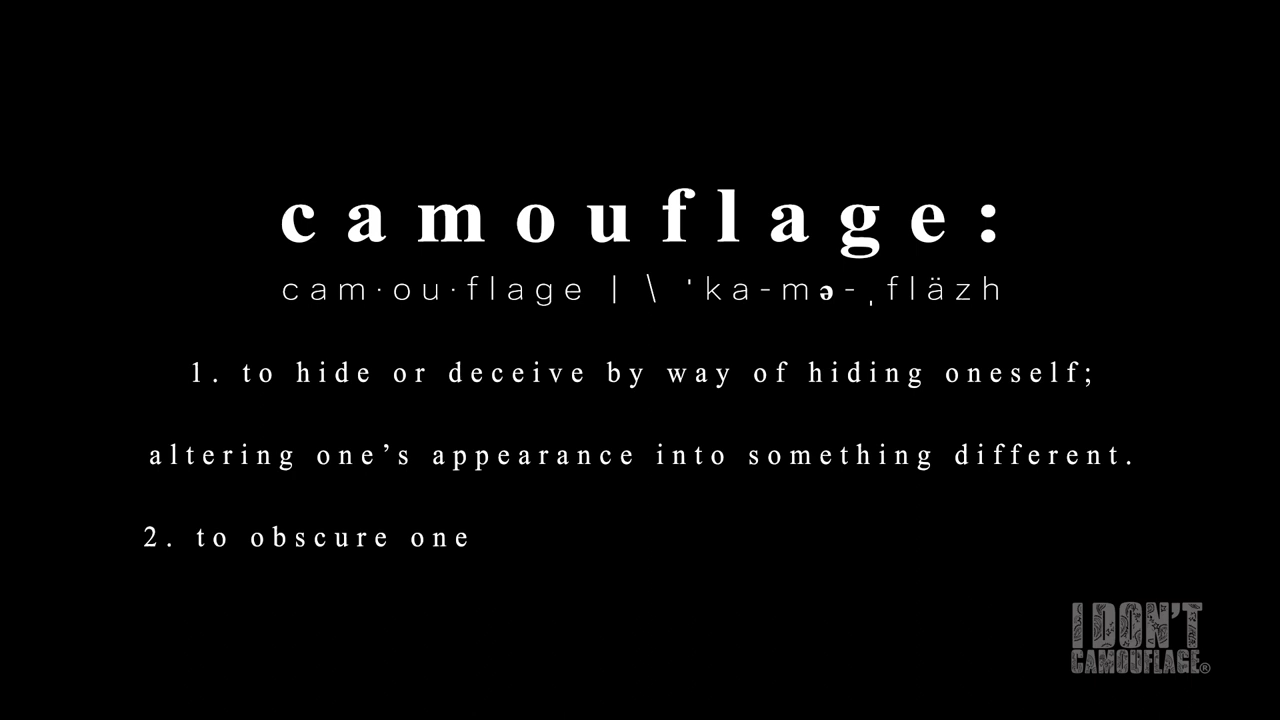 camouflage:
cam·ou·flage | \ ˈka-mə-ˌfläzh
1. to hide or deceive by way of hiding oneself;
altering one’s appearance into something different.
2. to obscure one
I DON'T
CAMOUFLAGE®